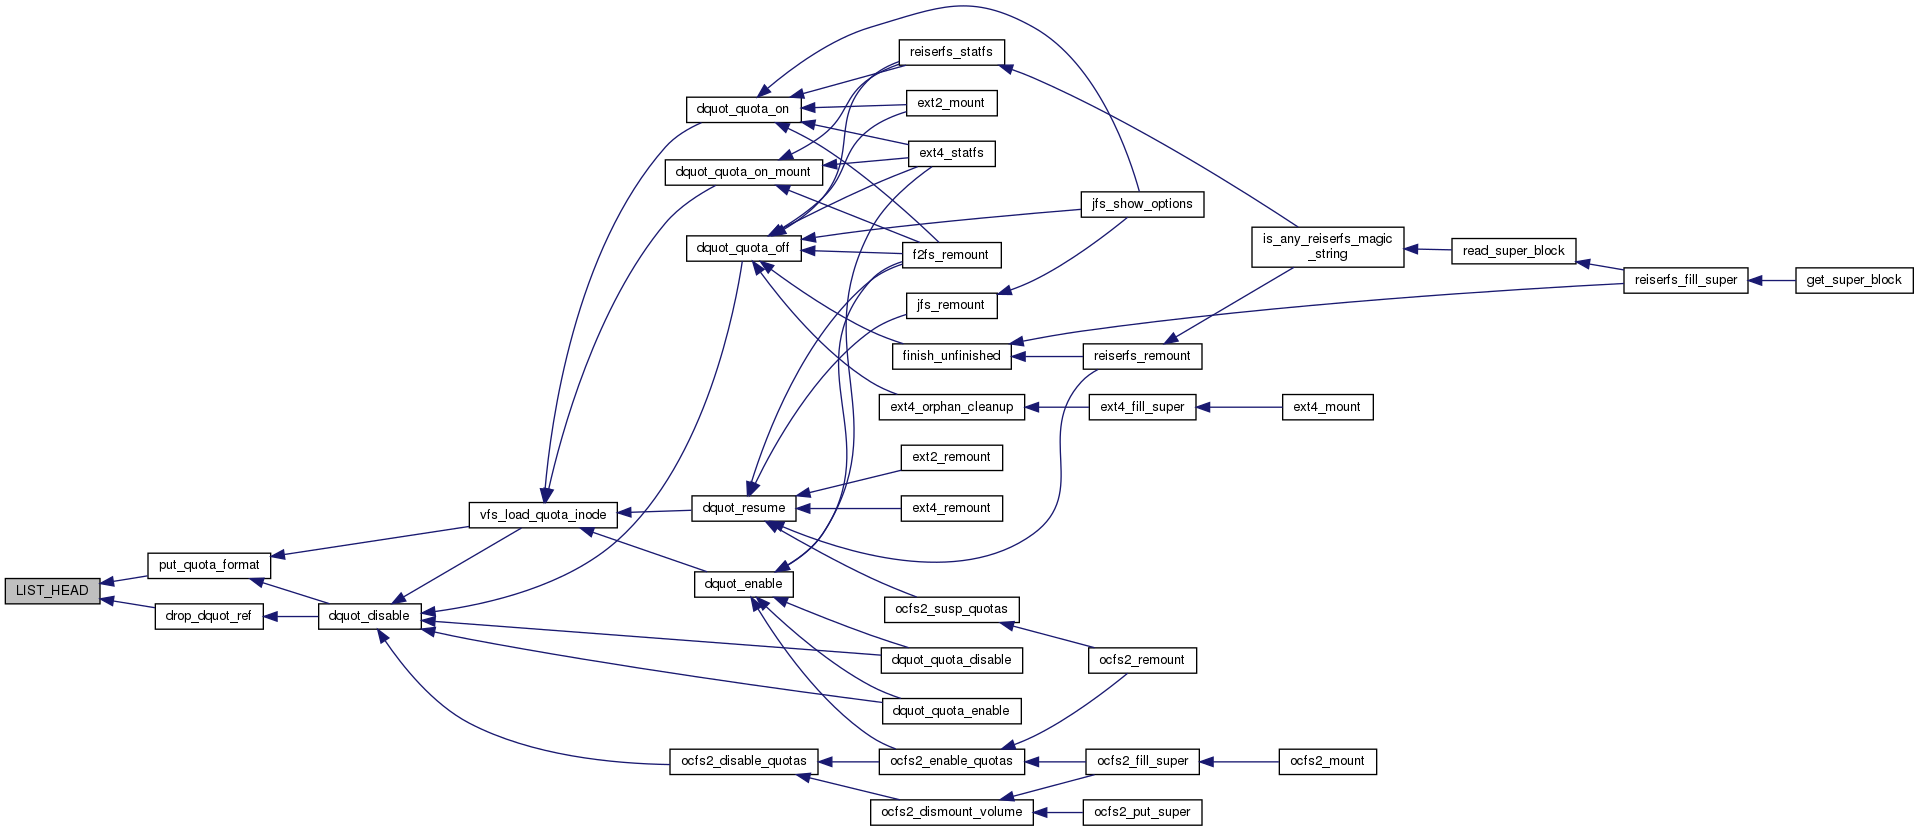 reiserfs_statfs
ext2_mount
dquot_quota_on
ext4_statfs
dquot_quota_on_mount
jfs_show_options
dquot_quota_off
f2fs_remount
is_any_reiserfs_magic
_string
read_super_block
reiserfs_fill_super
get_super_block
jfs_remount
finish_unfinished
reiserfs_remount
ext4_orphan_cleanup
ext4_fill_super
ext4_mount
ext2_remount
vfs_load_quota_inode
dquot_resume
ext4_remount
put_quota_format
dquot_enable
LIST_HEAD
drop_dquot_ref
dquot_disable
ocfs2_susp_quotas
dquot_quota_disable
ocfs2_remount
dquot_quota_enable
ocfs2_disable_quotas
ocfs2_enable_quotas
ocfs2_fill_super
ocfs2_mount
ocfs2_dismount_volume
ocfs2_put_super